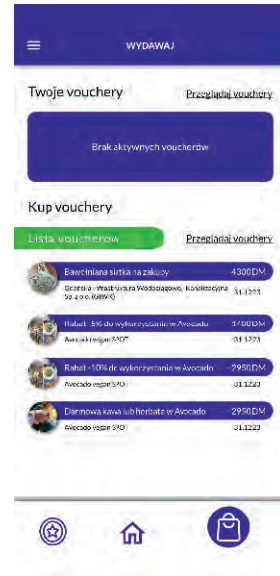 WYDAWAJ
Twoje vouchery
Przeglądaj vouchery
Brak aktywnych voucherów
Kup vouchery
Lista voucherów
Przeglądaj vouchery
Bawełniana siatka na zakupy -4300DM
Gdańska Infrastruktura Wodociągowo- Kanalizacyjna
Sp. z o.o. (GIWK) 31.12.23
Rabat -5% do wykorzystania w Avocado -1400DM
Avocado vegan SPOT 31.12.23
Rabat -10% do wykorzystania w Avocado -2950DM
Avocado vegan SPOT 31.12.23
Darmowa kawa lub herbata w Avocado -2950DM
Avocado vegan SPOT 31.12.23